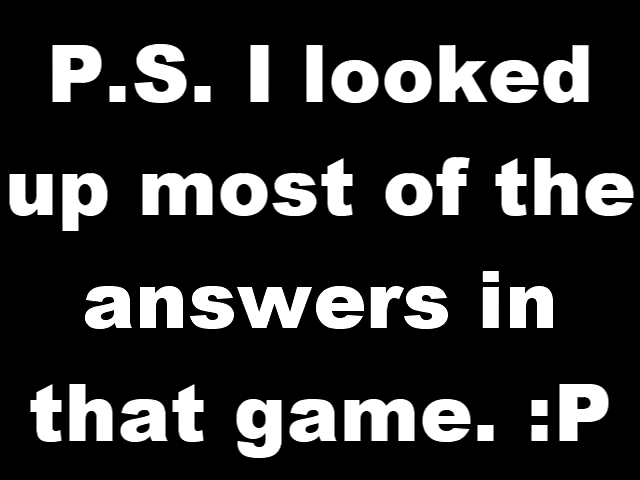 P.S. I looked
up most of the
answers in
that game. :P